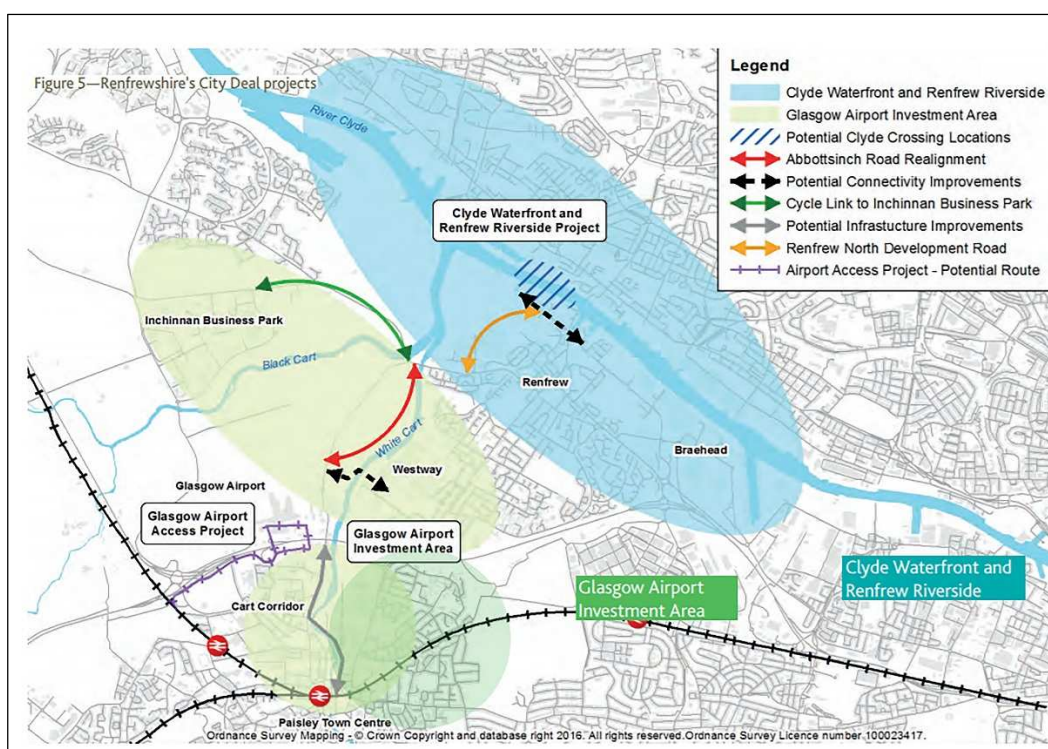 Figure 5—Renfrewshire's City Deal projects
River Clyde
Legend
Clyde Waterfront and Renfrew Riverside
Glasgow Airport Investment Area
Potential Clyde Crossing Locations
Abbottsinch Road Realignment
Potential Connectivity Improvements
Cycle Link to Inchinnan Business Park
Potential Infrastucture Improvements
Renfrew North Development Road
Airport Access Project - Potential Route
Clyde Waterfront and
Renfrew Riverside Project
Inchinnan Business Park
Black Cart
Renfrew
White Cart
Westway
Braehead
Glasgow Airport
Glasgow Airport
Access Project
Glasgow Airport
Investment Area
Cart Corridor
Glasgow Airport
Investment Area
Clyde Waterfront and
Renfrew Riverside
Paisley Town Centre
Ordnance Survey Mapping - © Crown Copyright and database right 2016. All rights reserved.Ordnance Survey Licence number 100023417.